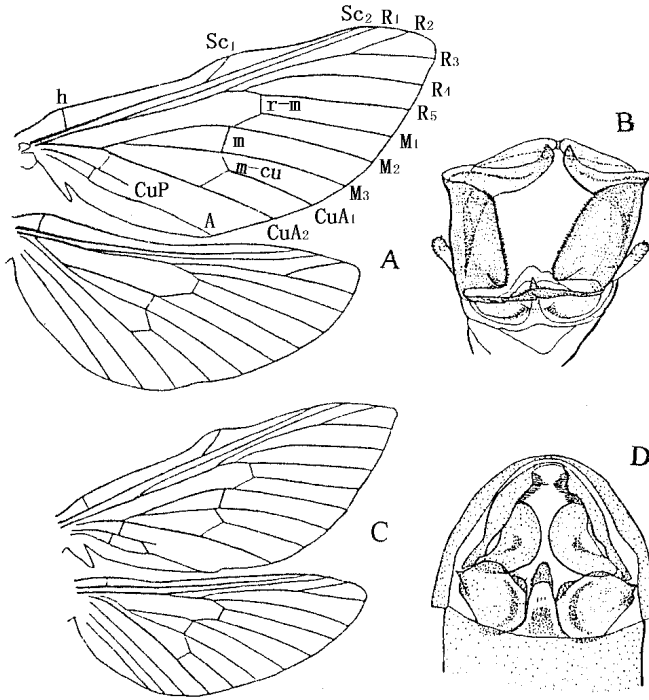 Sc₁
Sc₂ R₁ R₂
R₃
R₄
R₅
h
r-m
M₁
m
M₂
m-cu
M₃
CuP
CuA₁
A
CuA₂
A
B
C
D